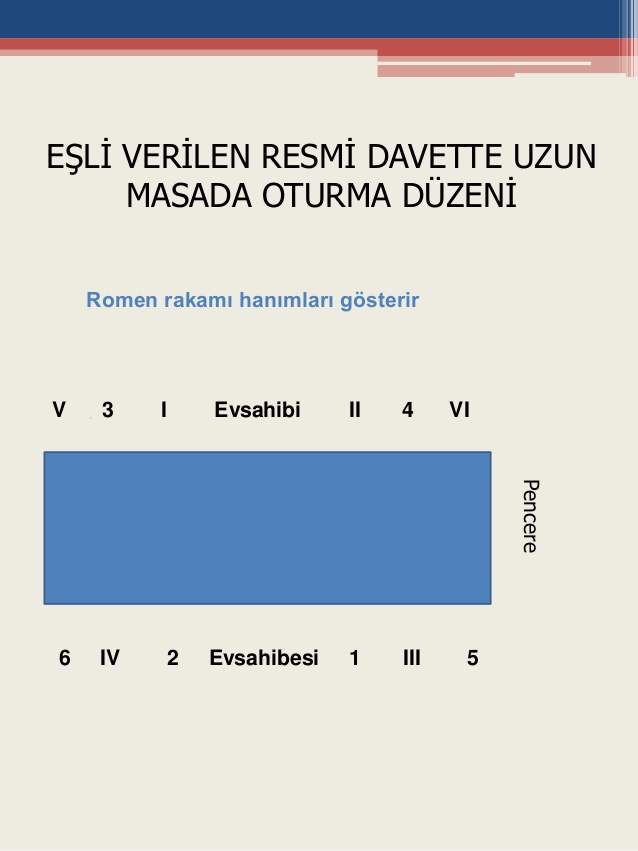 EŞLİ VERİLEN RESMİ DAVETTE UZUN
MASADA OTURMA DÜZENİ
Romen rakamı hanımları gösterir
V 3 I Evsahibi II 4 VI
Pencere
6 IV 2 Evsahibesi 1 III 5